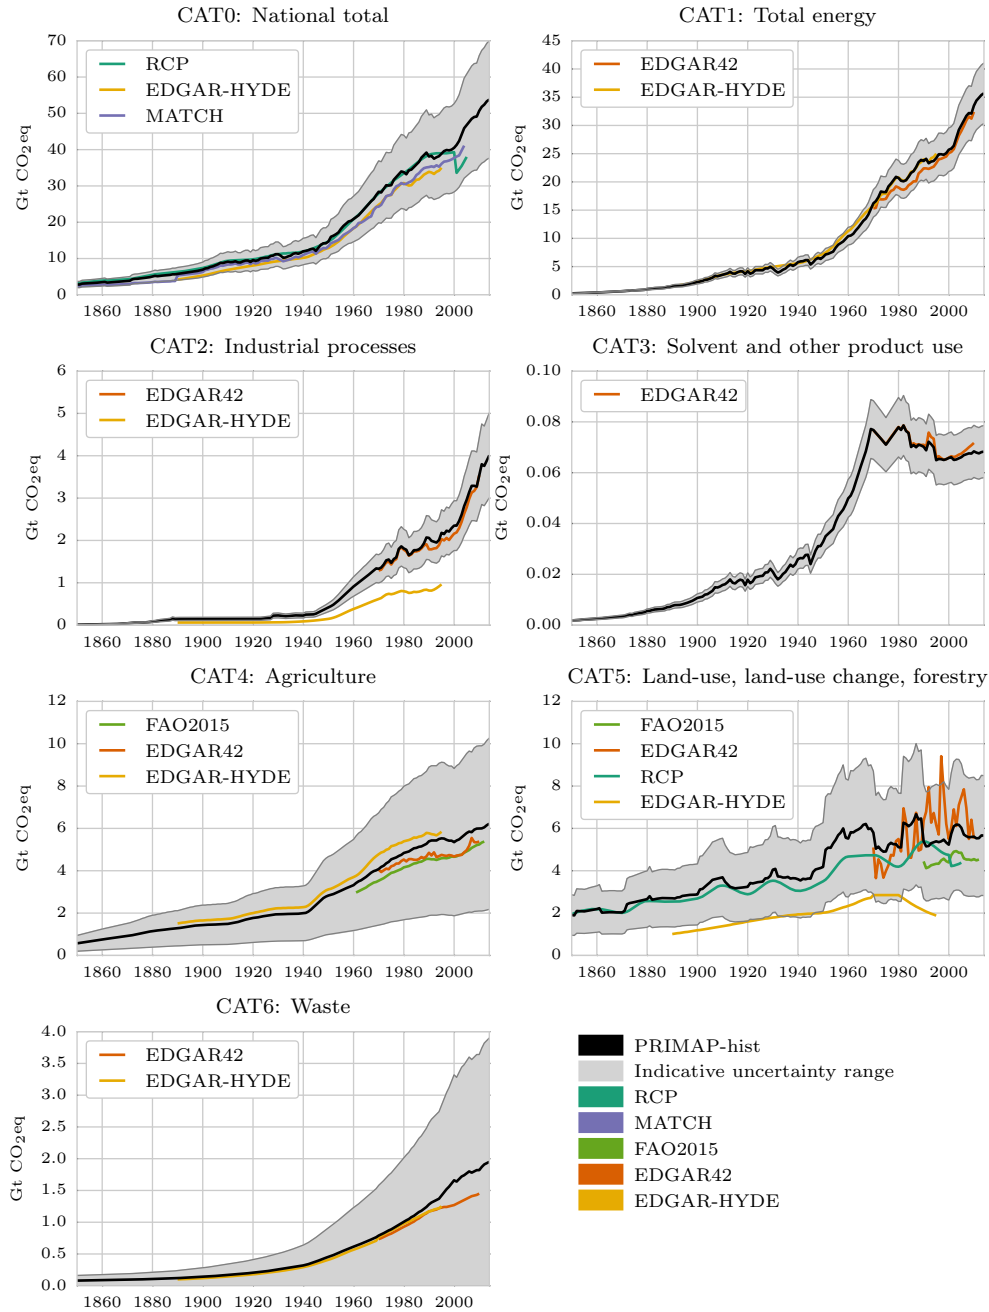 CAT0: National total
70
60
50
40
30
20
10
0
Gt CO2eq
RCP
EDGAR-HYDE
MATCH
1860 1880 1900 1920 1940 1960 1980 2000
CAT1: Total energy
45
40
35
30
25
20
15
10
5
0
Gt CO2eq
EDGAR42
EDGAR-HYDE
1860 1880 1900 1920 1940 1960 1980 2000
CAT2: Industrial processes
6
5
4
3
2
1
0
Gt CO2eq
EDGAR42
EDGAR-HYDE
1860 1880 1900 1920 1940 1960 1980 2000
CAT3: Solvent and other product use
0.10
0.08
0.06
0.04
0.02
0.00
Gt CO2eq
EDGAR42
1860 1880 1900 1920 1940 1960 1980 2000
CAT4: Agriculture
12
10
8
6
4
2
0
Gt CO2eq
FAO2015
EDGAR42
EDGAR-HYDE
1860 1880 1900 1920 1940 1960 1980 2000
CAT5: Land-use, land-use change, forestry
12
10
8
6
4
2
0
Gt CO2eq
FAO2015
EDGAR42
RCP
EDGAR-HYDE
1860 1880 1900 1920 1940 1960 1980 2000
CAT6: Waste
4.0
3.5
3.0
2.5
2.0
1.5
1.0
0.5
0.0
Gt CO2eq
EDGAR42
EDGAR-HYDE
1860 1880 1900 1920 1940 1960 1980 2000
PRIMAP-hist
Indicative uncertainty range
RCP
MATCH
FAO2015
EDGAR42
EDGAR-HYDE